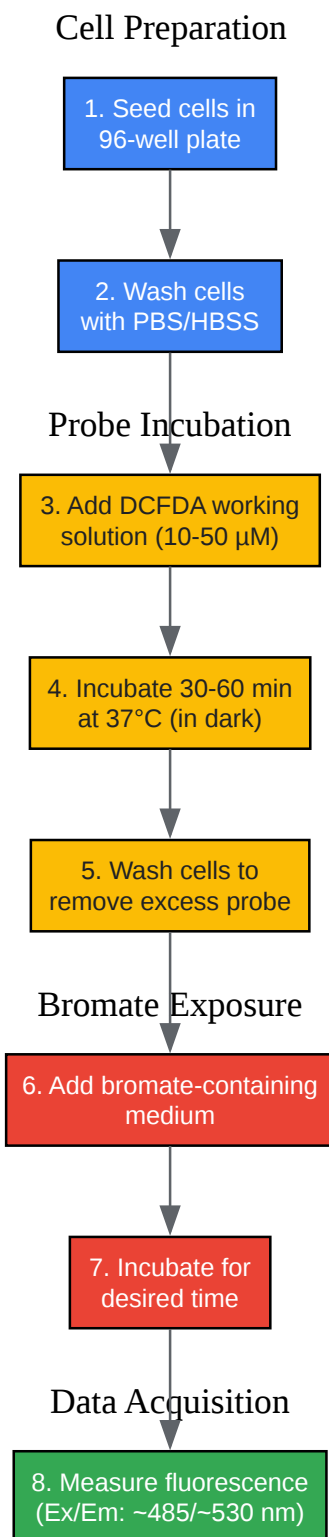 Cell Preparation
1. Seed cells in
96-well plate
2. Wash cells
with PBS/HBSS
Probe Incubation
3. Add DCFDA working
solution (10-50 µM)
4. Incubate 30-60 min
at 37°C (in dark)
5. Wash cells to
remove excess probe
Bromate Exposure
6. Add bromate-containing
medium
7. Incubate for
desired time
Data Acquisition
8. Measure fluorescence
(Ex/Em: ~485/~530 nm)